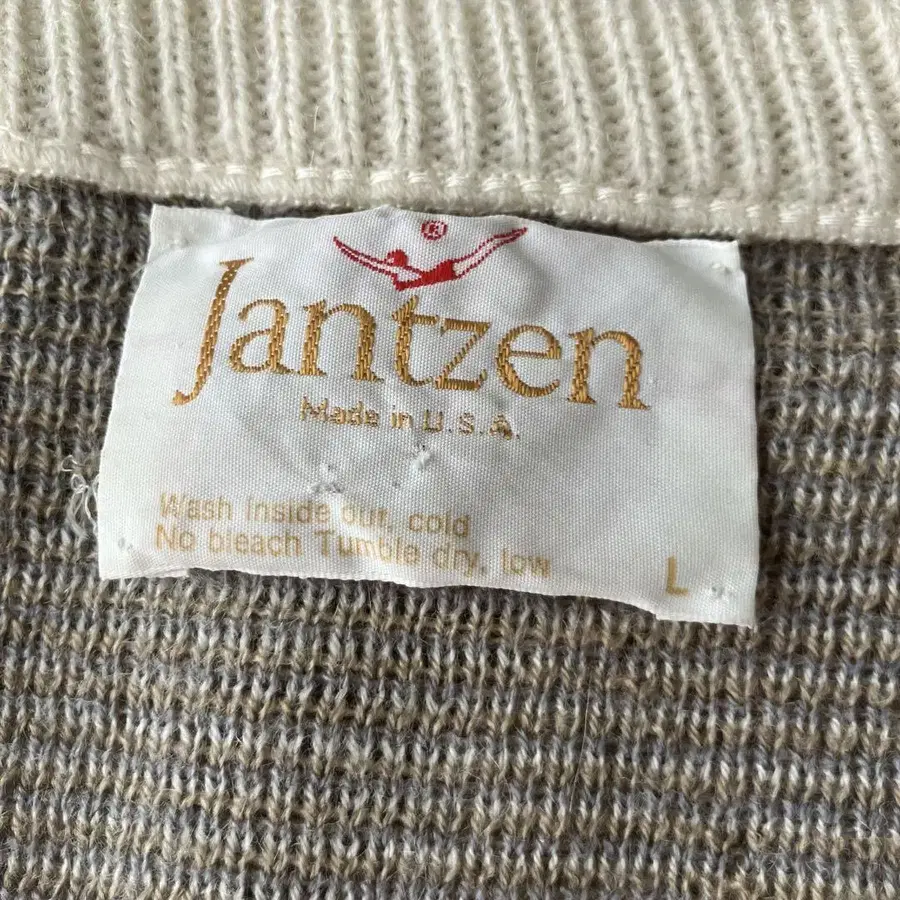 ®
Jantzen
Made in U.S.A.
Wash inside out, cold
No bleach Tumble dry, low
L